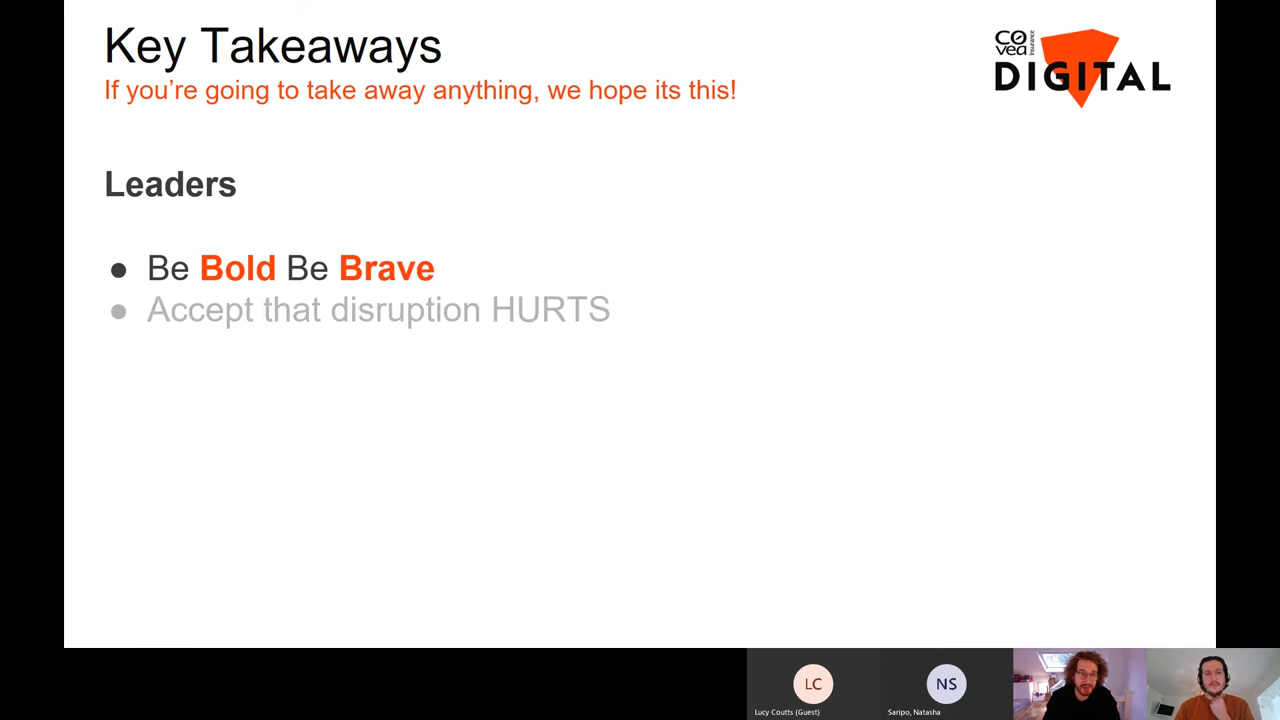 Key Takeaways
If you’re going to take away anything, we hope its this!
covea
Insurance
DIGITAL
Leaders
● Be Bold Be Brave
● Accept that disruption HURTS
LC
NS
Lucy Coutts (Guest)
Saripo, Natasha